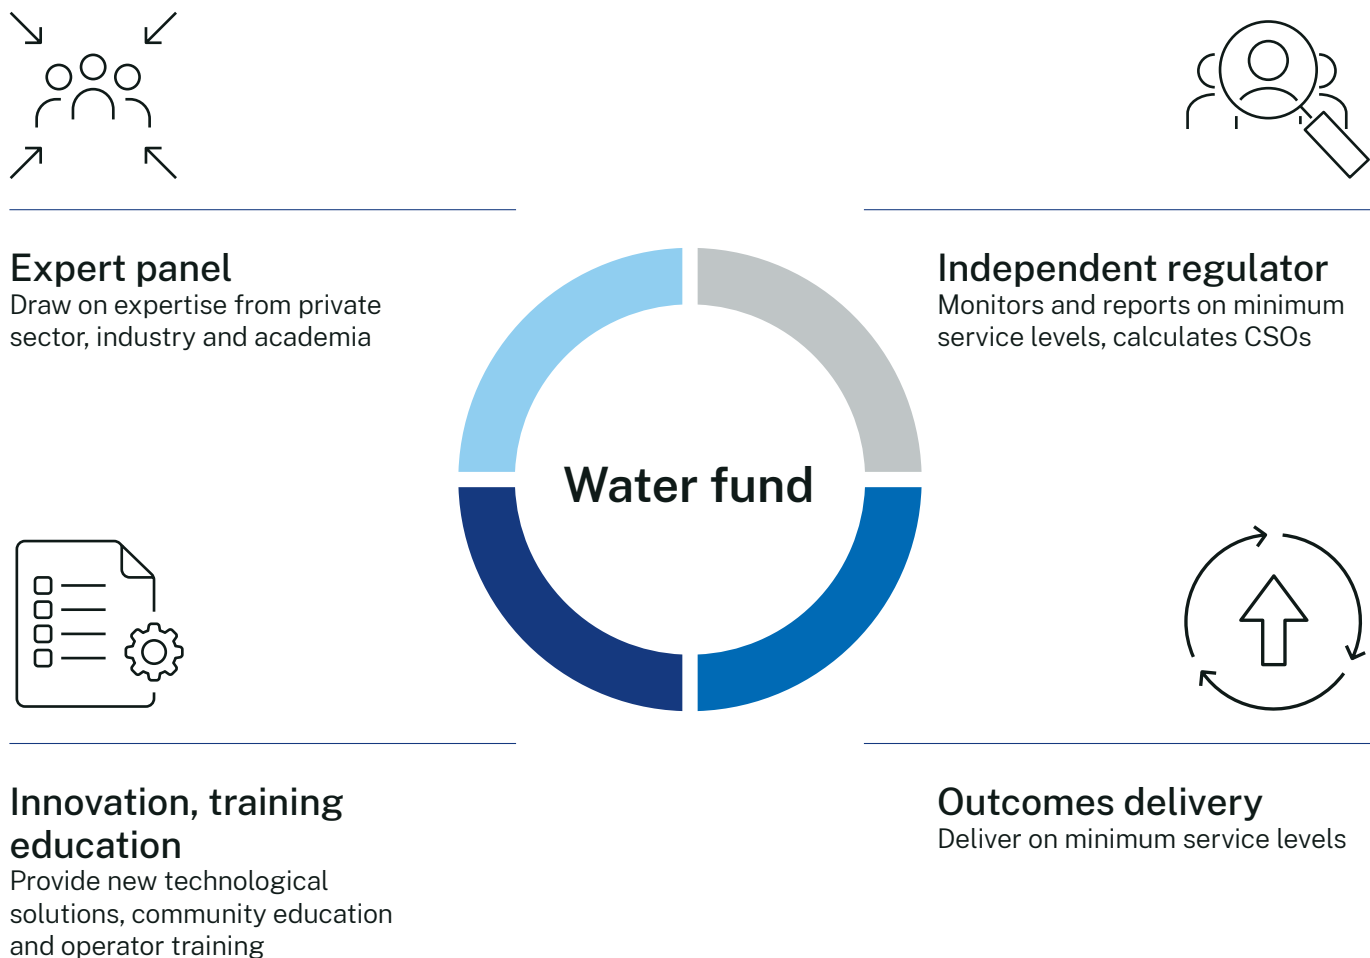 Expert panel
Draw on expertise from private
sector, industry and academia
Independent regulator
Monitors and reports on minimum
service levels, calculates CSOs
Water fund
Innovation, training
education
Provide new technological
solutions, community education
and operator training
Outcomes delivery
Deliver on minimum service levels